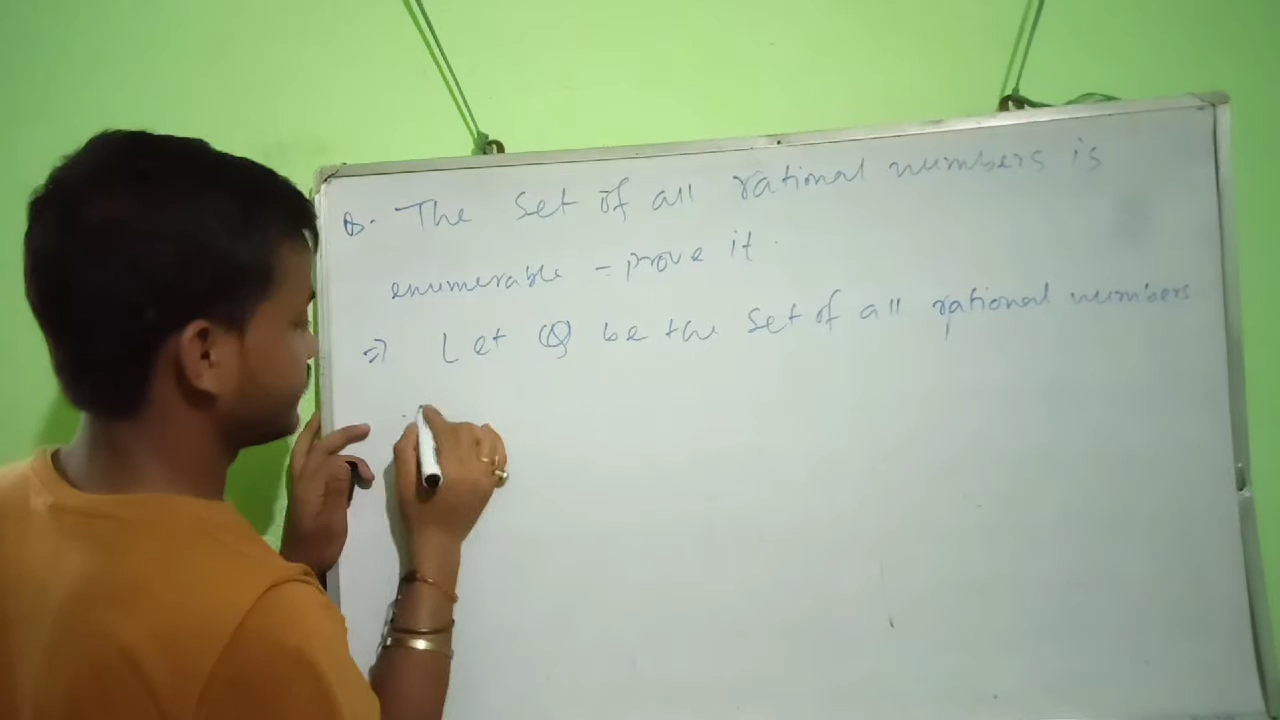 Q. The set of all rational numbers is
enumerable - prove it.
⇒ Let Q be the set of all rational numbers